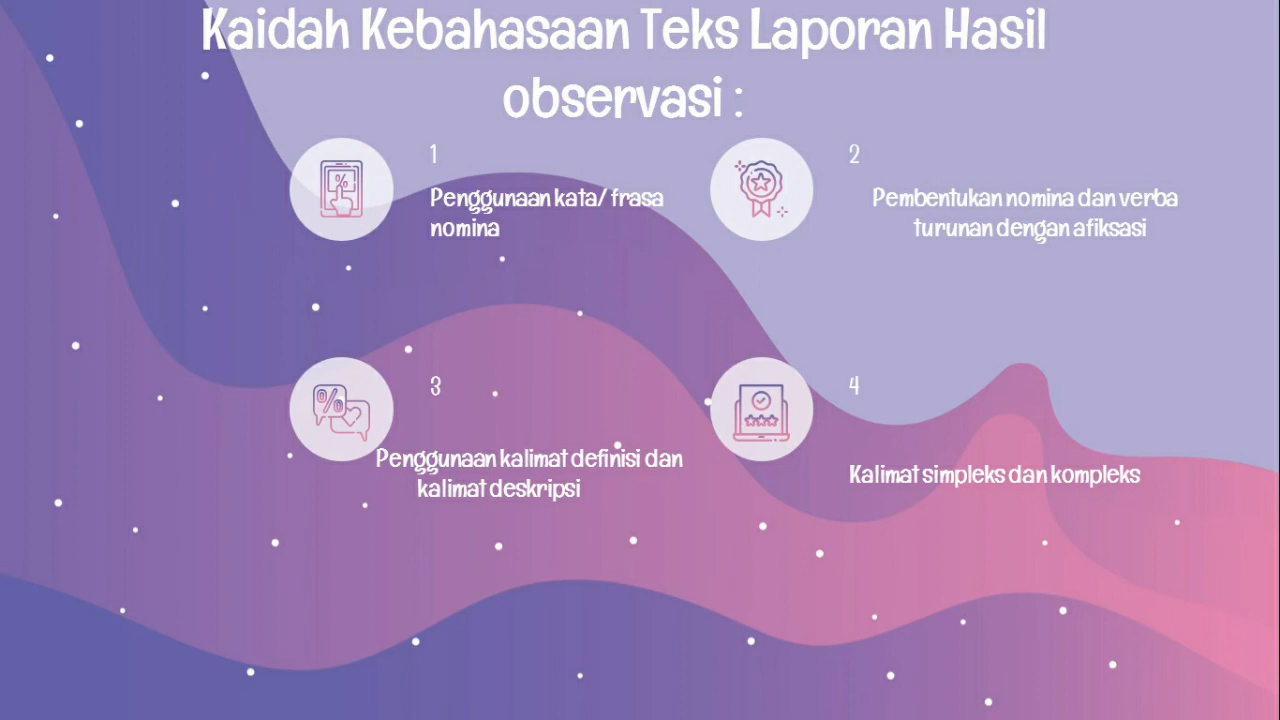 Kaidah Kebahasaan Teks Laporan Hasil
observasi :
1
Penggunaan kata/ frasa
nomina
2
Pembentukan nomina dan verba
turunan dengan afiksasi
3
Penggunaan kalimat definisi dan
kalimat deskripsi
4
Kalimat simpleks dan kompleks